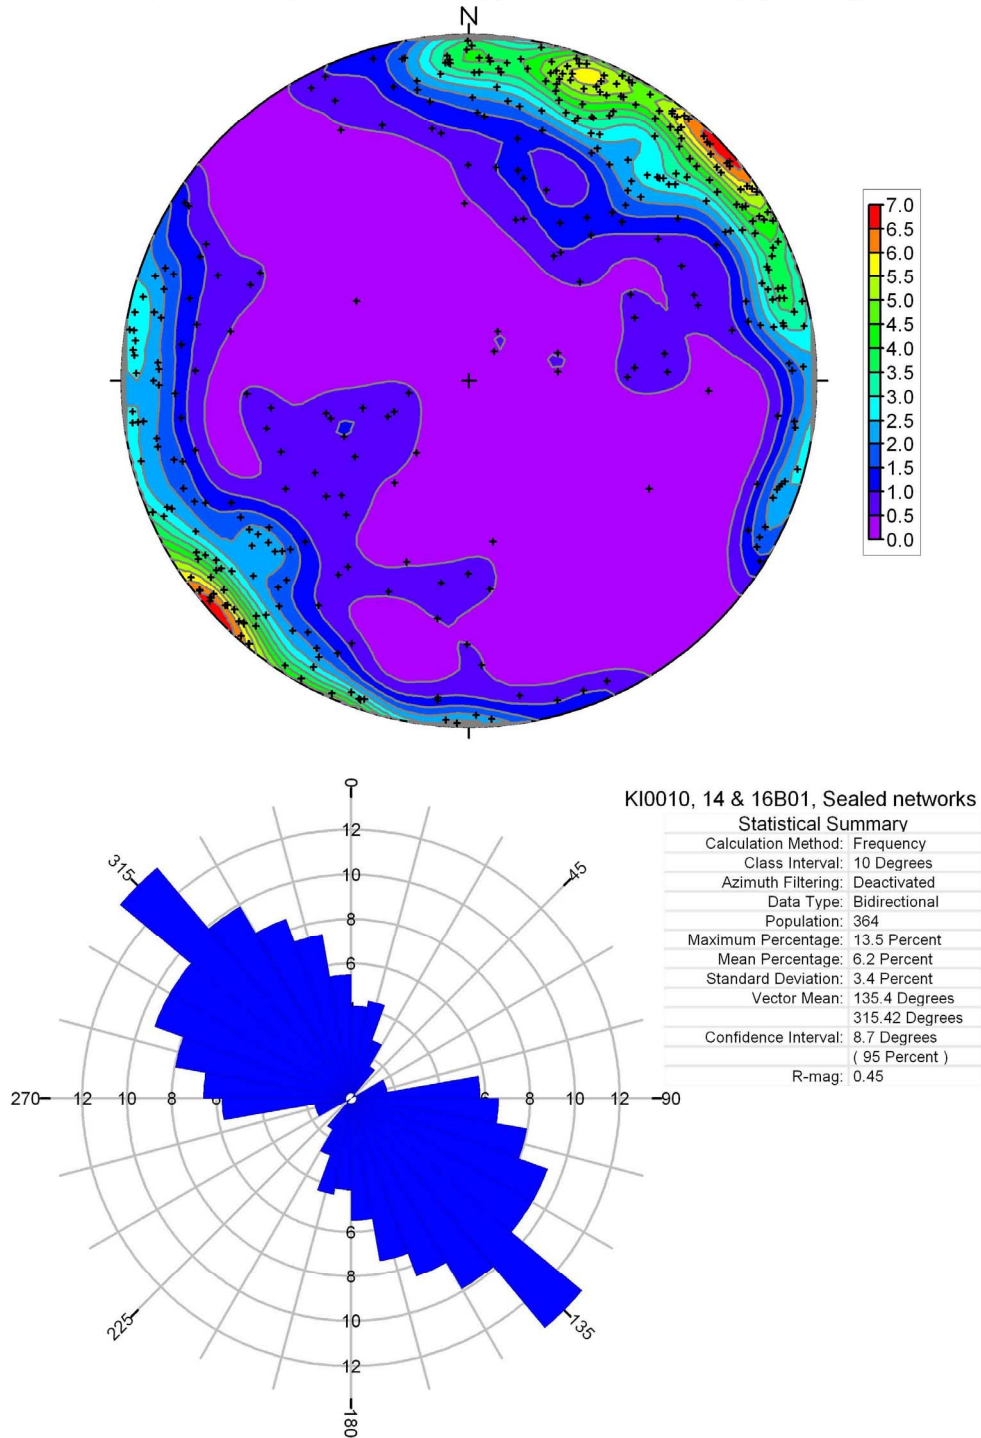 N
7.0
6.5
6.0
5.5
5.0
4.5
4.0
3.5
3.0
2.5
2.0
1.5
1.0
0.5
0.0
0
12
10
8
6
315
45
KI0010, 14 & 16B01, Sealed networks
Statistical Summary
Calculation Method: Frequency
Class Interval: 10 Degrees
Azimuth Filtering: Deactivated
Data Type: Bidirectional
Population: 364
Maximum Percentage: 13.5 Percent
Mean Percentage: 6.2 Percent
Standard Deviation: 3.4 Percent
Vector Mean: 135.4 Degrees
315.42 Degrees
Confidence Interval: 8.7 Degrees
( 95 Percent )
R-mag: 0.45
270 12 10 8 6 6 8 10 12 90
6
8
10
12
225
135
180